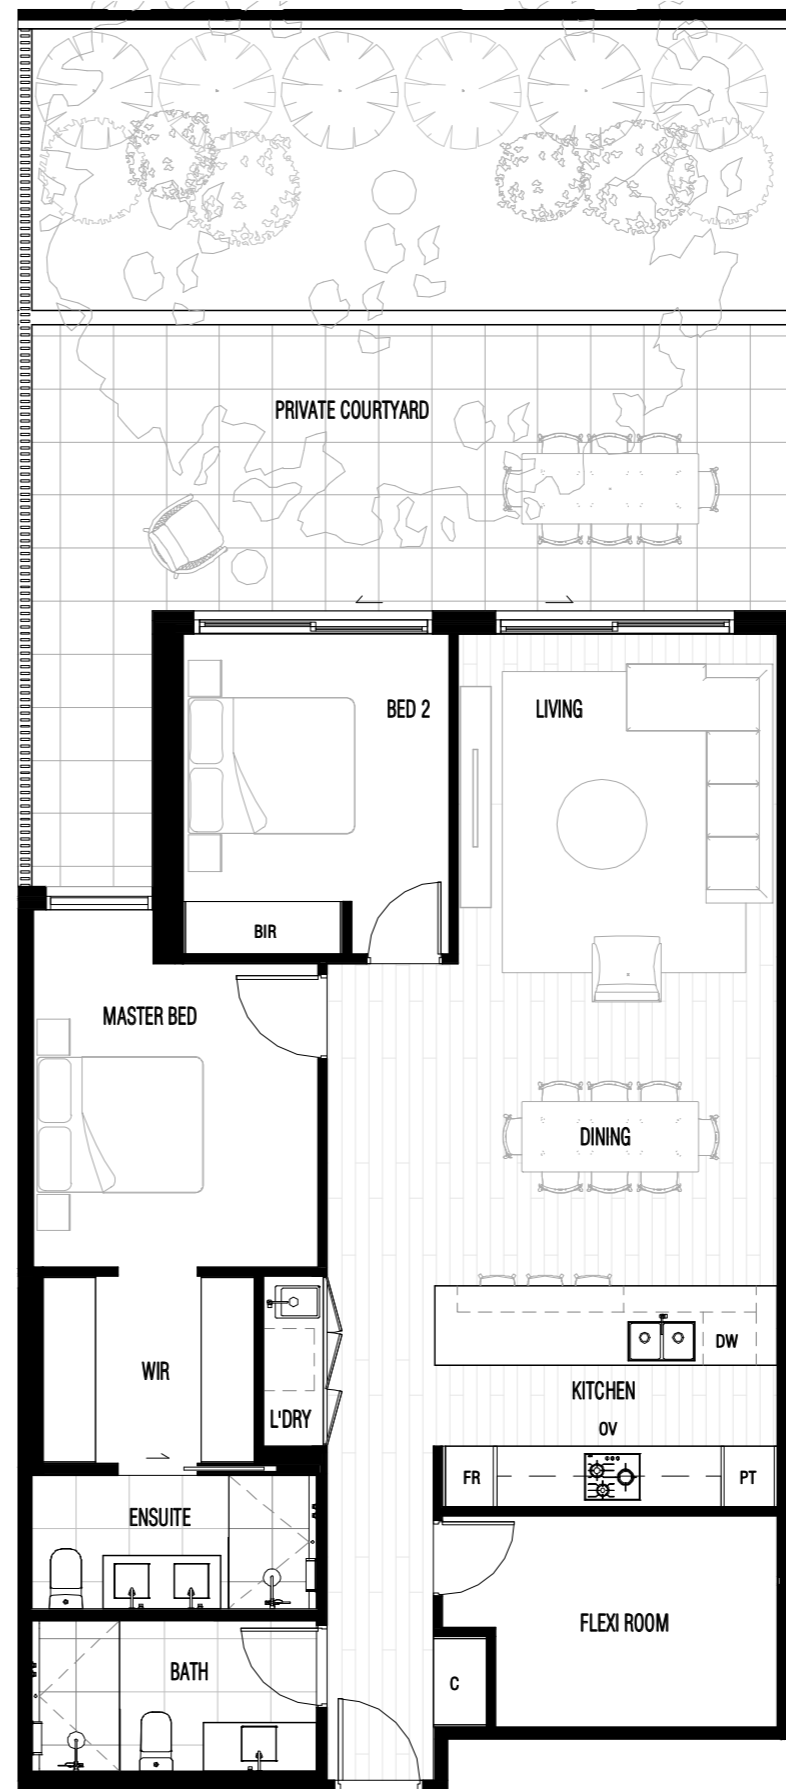 PRIVATE COURTYARD
BED 2
LIVING
BIR
MASTER BED
DINING
DW
WIR
KITCHEN
L'DRY
OV
FR
PT
ENSUITE
FLEXI ROOM
BATH
C